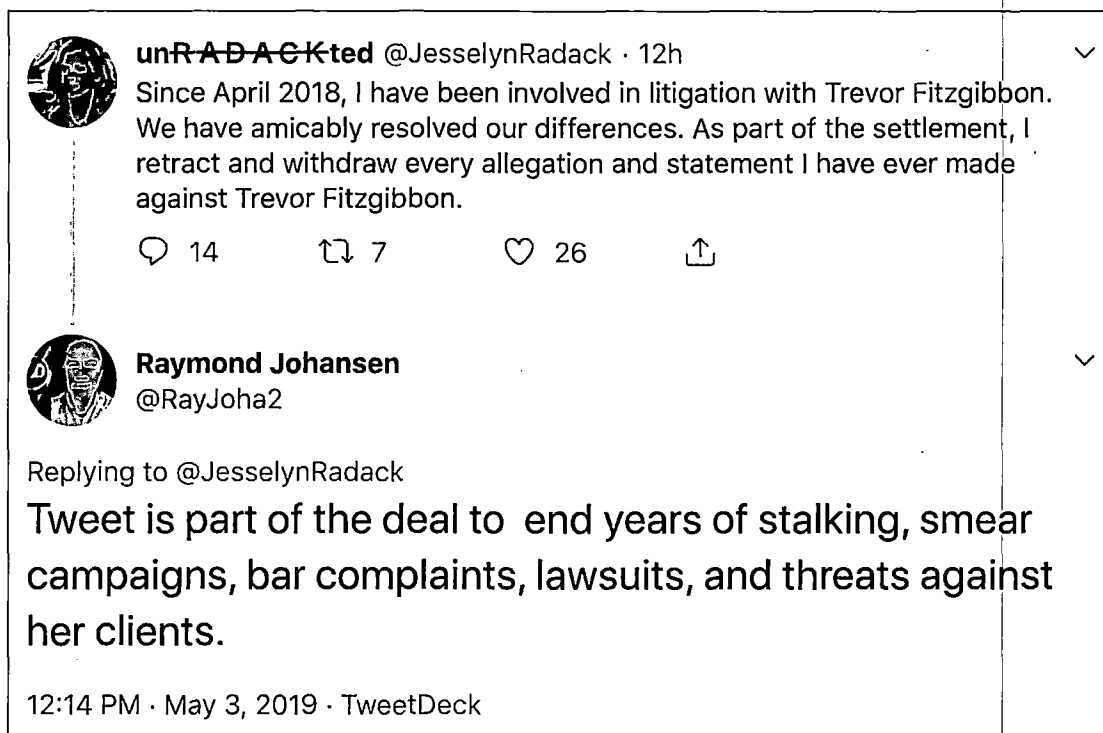 unRADACKted @JesselynRadack · 12h
Since April 2018, I have been involved in litigation with Trevor Fitzgibbon.
We have amicably resolved our differences. As part of the settlement, I
retract and withdraw every allegation and statement I have ever made
against Trevor Fitzgibbon.
14 7 26
Raymond Johansen
@RayJoha2
Replying to @JesselynRadack
Tweet is part of the deal to end years of stalking, smear
campaigns, bar complaints, lawsuits, and threats against
her clients.
12:14 PM · May 3, 2019 · TweetDeck